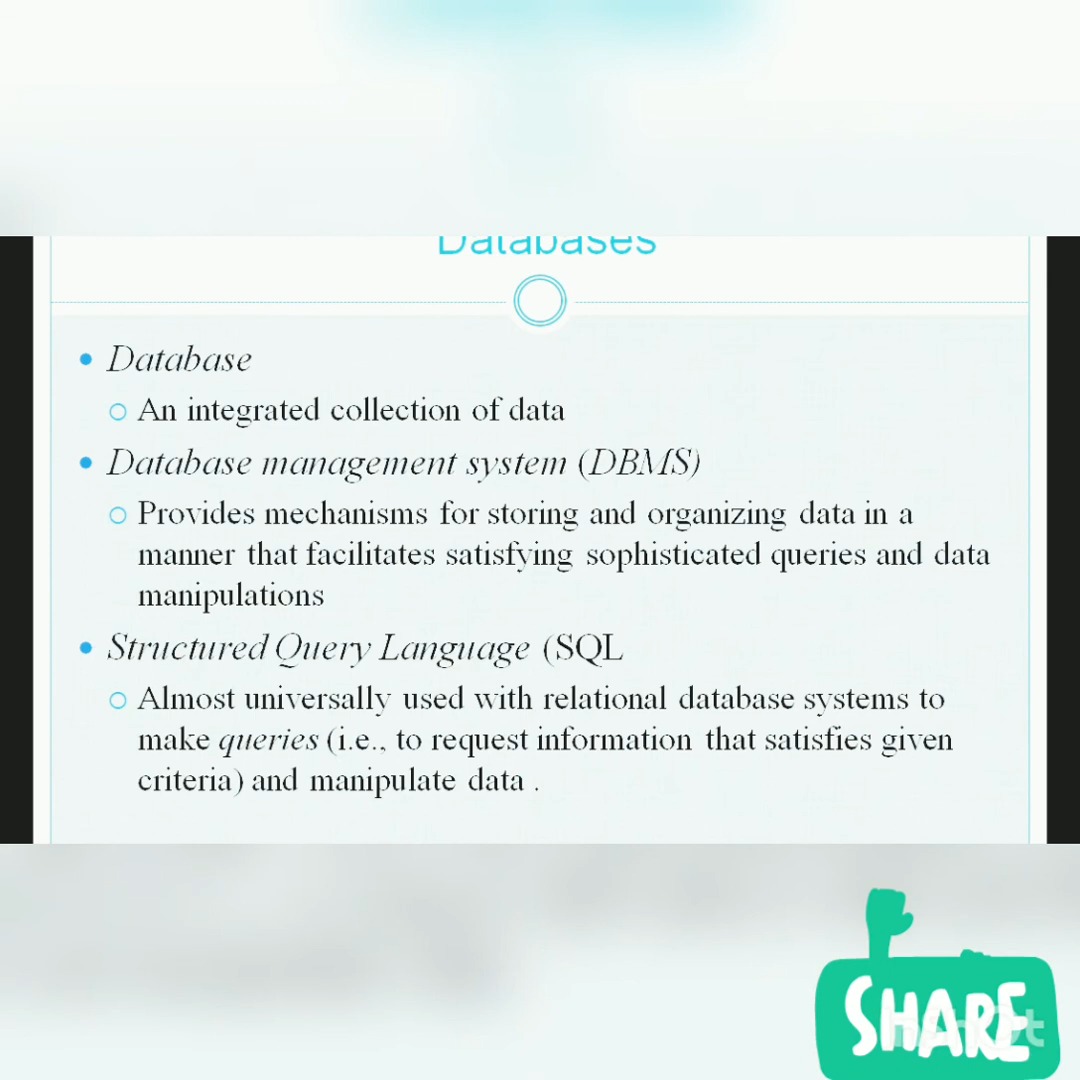 Databases
Database
An integrated collection of data
Database management system (DBMS)
Provides mechanisms for storing and organizing data in a
manner that facilitates satisfying sophisticated queries and data
manipulations
Structured Query Language (SQL
Almost universally used with relational database systems to
make queries (i.e., to request information that satisfies given
criteria) and manipulate data .
SHARE